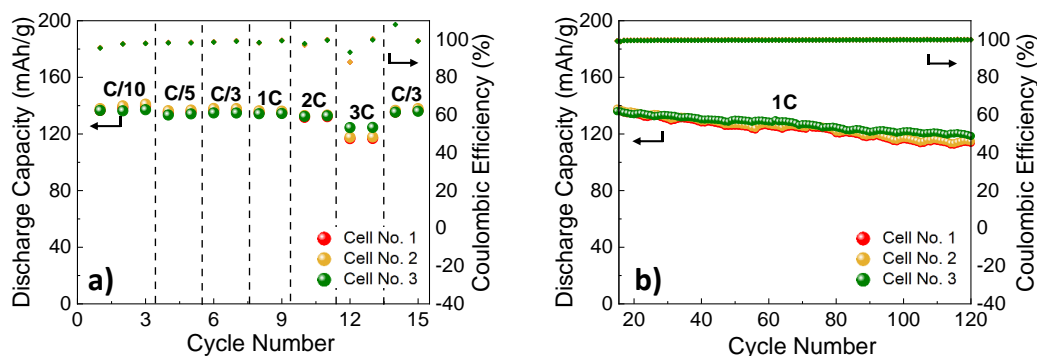 200
160
120
80
40
0
Discharge Capacity (mAh/g)
C/10
C/5
C/3
1C
2C
3C
C/3
Cell No. 1
Cell No. 2
Cell No. 3
a)
0
3
6
9
12
15
Cycle Number
100
80
60
40
20
0
-20
-40
Coulombic Efficiency (%)
200
160
120
80
40
0
Discharge Capacity (mAh/g)
1C
Cell No. 1
Cell No. 2
Cell No. 3
b)
20
40
60
80
100
120
Cycle Number
100
80
60
40
20
0
-20
-40
Coulombic Efficiency (%)